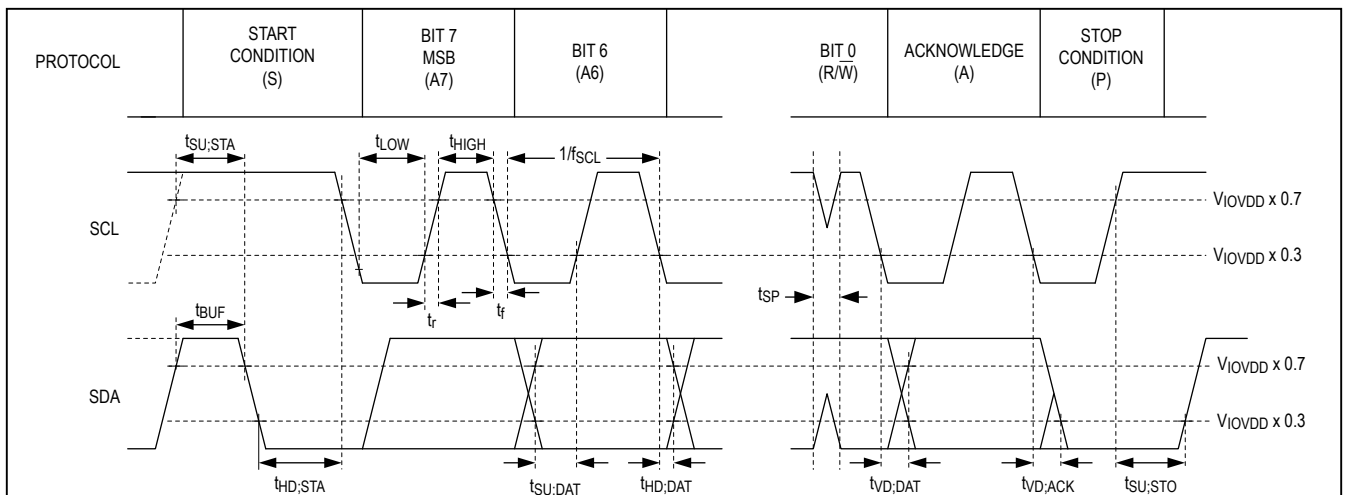 PROTOCOL
START
CONDITION
(S)
BIT 7
MSB
(A7)
BIT 6
(A6)
BIT 0
(R/W)
ACKNOWLEDGE
(A)
STOP
CONDITION
(P)
tSU;STA
tLOW
tHIGH
1/fSCL
SCL
VIOVDD x 0.7
VIOVDD x 0.3
tr
tf
tSP
tBUF
SDA
VIOVDD x 0.7
VIOVDD x 0.3
tHD;STA
tSU;DAT
tHD;DAT
tVD;DAT
tVD;ACK
tSU;STO